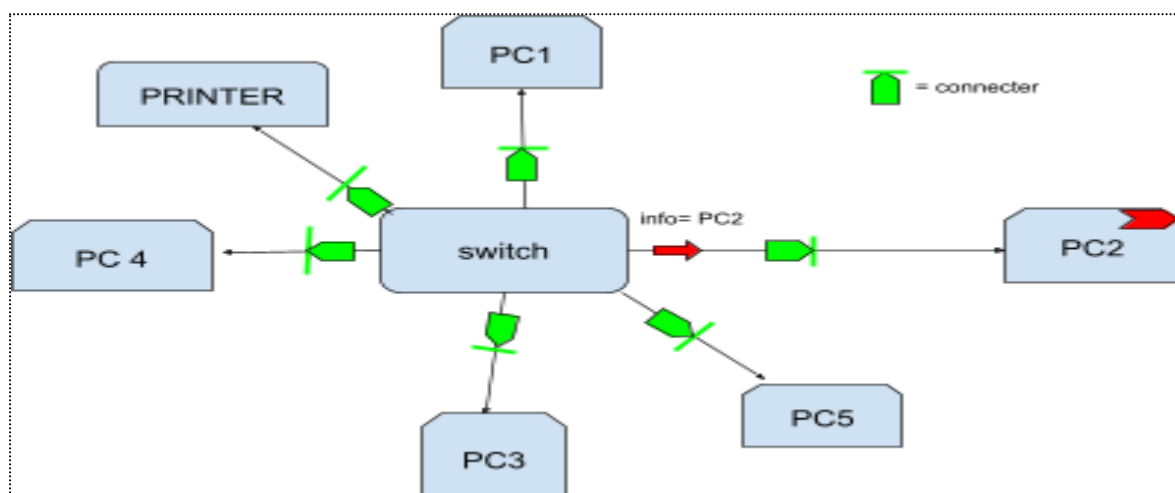 PC1
PRINTER
= connecter
info= PC2
PC 4
switch
PC2
PC5
PC3